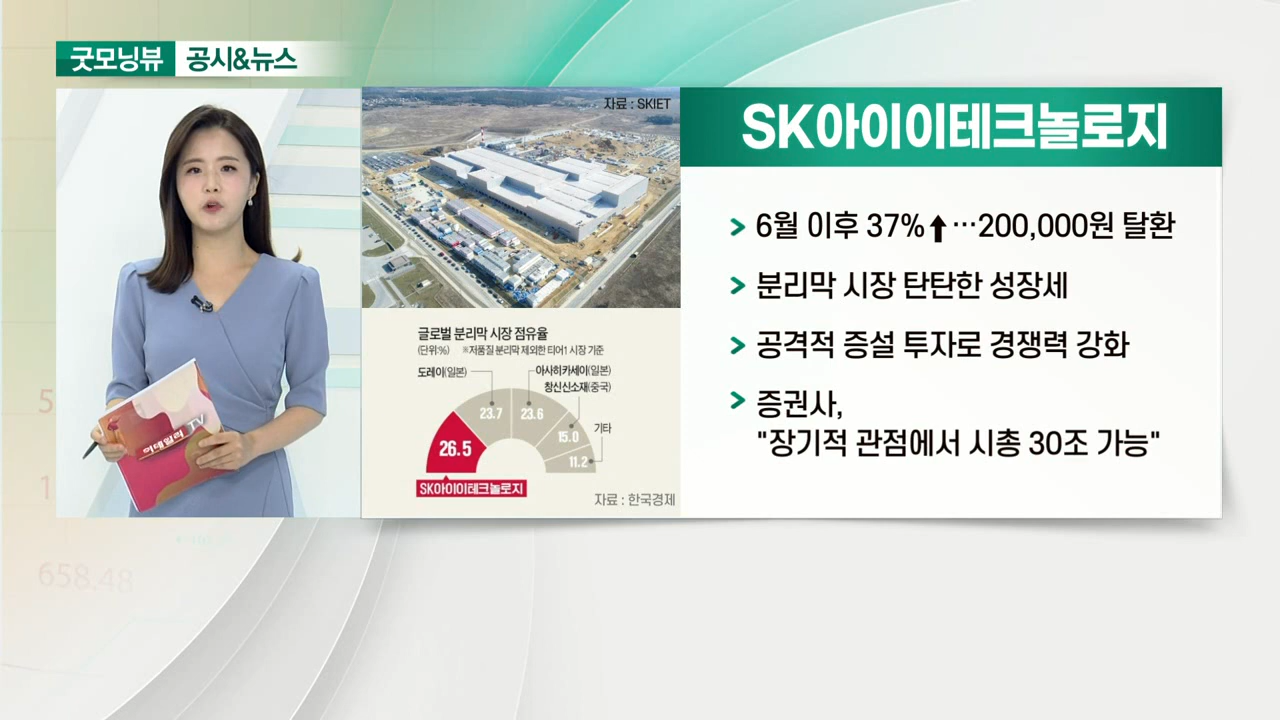 굿모닝뷰 공시&뉴스
자료 : SKIET
SK아이이테크놀로지
6월 이후 37%⬆…200,000원 탈환
분리막 시장 탄탄한 성장세
공격적 증설 투자로 경쟁력 강화
증권사,
"장기적 관점에서 시총 30조 가능"
글로벌 분리막 시장 점유율
(단위:%) ※저품질 분리막 제외한 티어1 시장 기준
도레이(일본)
아사히카세이(일본)
창신신소재(중국)
기타
26.5
23.7
23.6
15.0
11.2
SK아이이테크놀로지
자료 : 한국경제
이데일리 TV
658.48